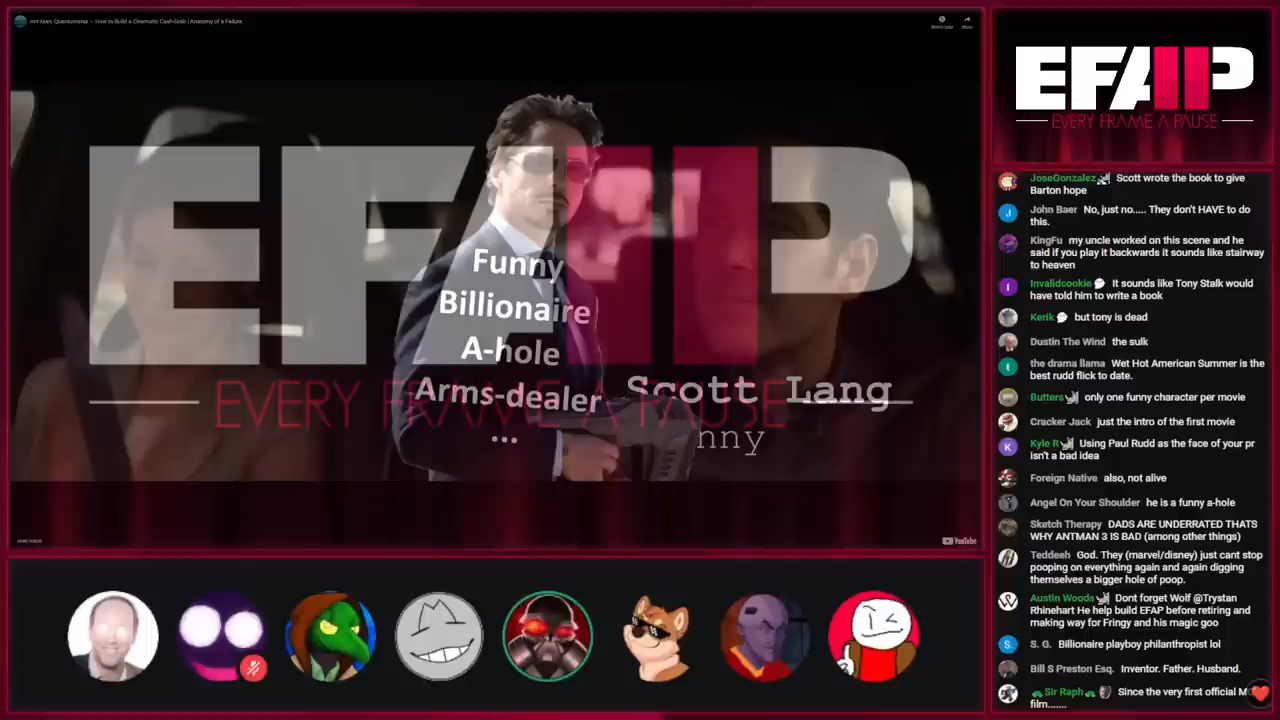 Ant-Man: Quantumania – How to Build a Cinematic Cash-Grab | Anatomy of a Failure
Share
EFAP
EVERY FRAME A PAUSE
Funny
Billionaire
A-hole
Arms-dealer
...
Scott Lang
nny
YouTube
EFAP
EVERY FRAME A PAUSE
JoseGonzalez Scott wrote the book to give
Barton hope
John Baer No, just no..... They don't HAVE to do
this.
KingFu my uncle worked on this scene and he
said if you play it backwards it sounds like stairway
to heaven
Invalidcookie It sounds like Tony Stalk would
have told him to write a book
Kerik but tony is dead
Dustin The Wind the sulk
the drama llama Wet Hot American Summer is the
best rudd flick to date.
Butters only one funny character per movie
Cracker Jack just the intro of the first movie
Kyle R Using Paul Rudd as the face of your pr
isn't a bad idea
Foreign Native also, not alive
Angel On Your Shoulder he is a funny a-hole
Sketch Therapy DADS ARE UNDERRATED THATS
WHY ANTMAN 3 IS BAD (among other things)
Teddeeh God. They (marvel/disney) just cant stop
pooping on everything again and again digging
themselves a bigger hole of poop.
Austin Woods Dont forget Wolf @Trystan
Rhinehart He help build EFAP before retiring and
making way for Fringy and his magic goo
S. G. Billionaire playboy philanthropist lol
Bill S Preston Esq. Inventor. Father. Husband.
Sir Raph Since the very first official
film.......